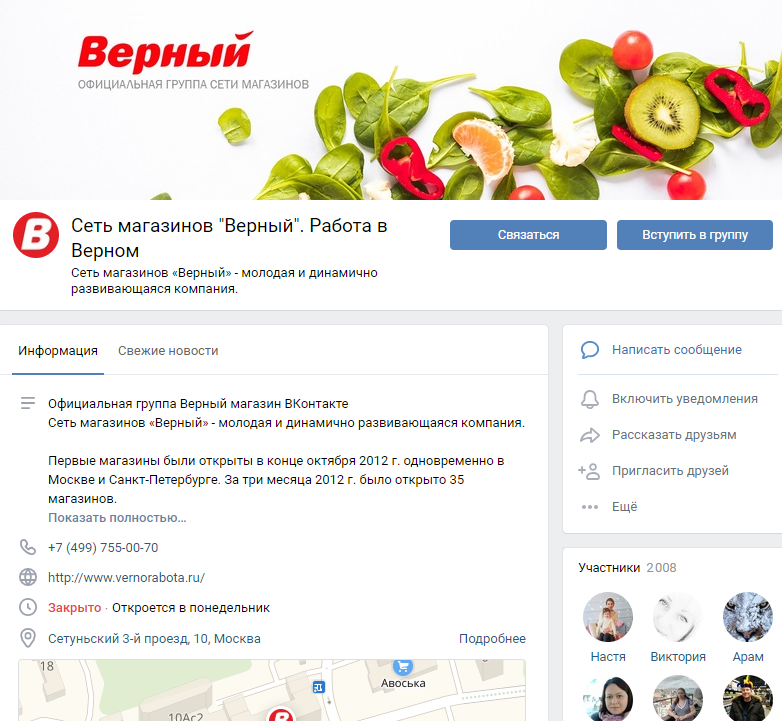 Верный
ОФИЦИАЛЬНАЯ ГРУППА СЕТИ МАГАЗИНОВ
В
Сеть магазинов "Верный". Работа в
Верном
Сеть магазинов «Верный» - молодая и динамично
развивающаяся компания.
Связаться
Вступить в группу
Информация
Свежие новости
Официальная группа Верный магазин ВКонтакте
Сеть магазинов «Верный» - молодая и динамично развивающаяся компания.
Первые магазины были открыты в конце октября 2012 г. одновременно в
Москве и Санкт-Петербурге. За три месяца 2012 г. было открыто 35
магазинов.
Показать полностью…
+7 (499) 755-00-70
http://www.vernorabota.ru/
Закрыто · Откроется в понедельник
Сетуньский 3-й проезд, 10, Москва
Подробнее
18
Авоська
10Ас2
В
Написать сообщение
Включить уведомления
Рассказать друзьям
Пригласить друзей
Ещё
Участники 2 008
Настя
Виктория
Арам